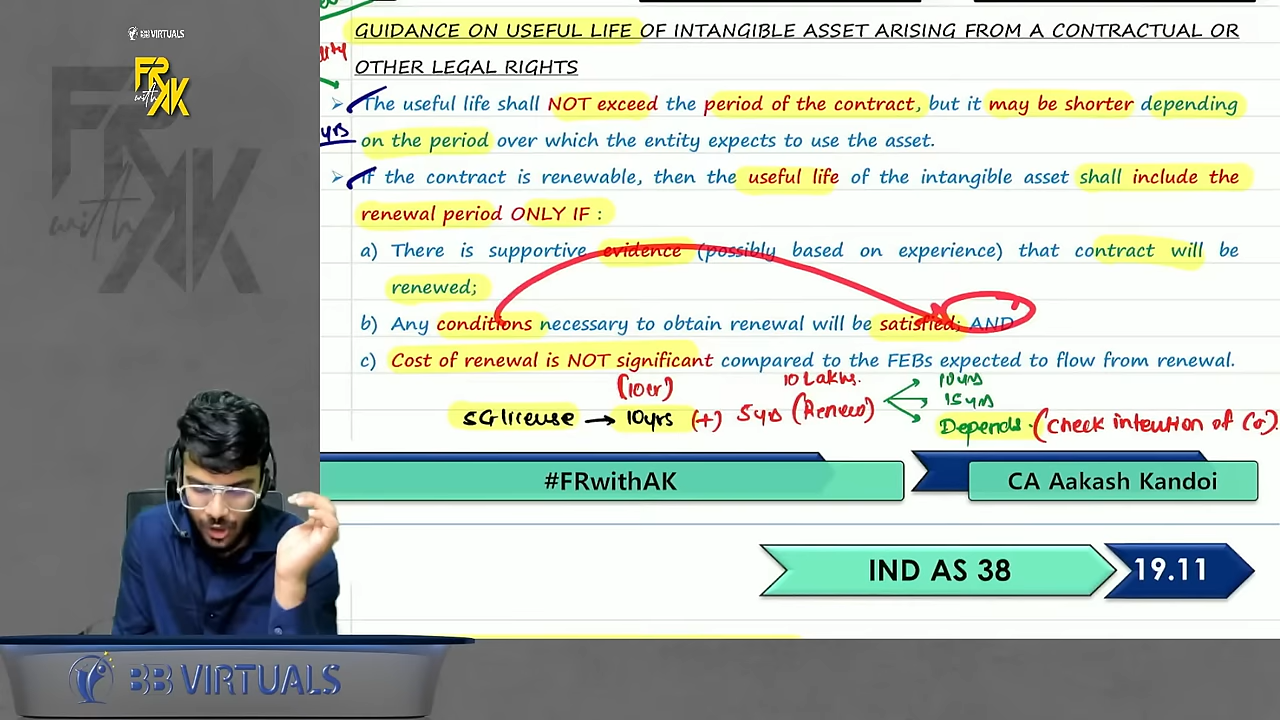 BB VIRTUALS
FR
with
AK
GUIDANCE ON USEFUL LIFE OF INTANGIBLE ASSET ARISING FROM A CONTRACTUAL OR
OTHER LEGAL RIGHTS
➢ The useful life shall NOT exceed the period of the contract, but it may be shorter depending
yrs
on the period over which the entity expects to use the asset.
➢ If the contract is renewable, then the useful life of the intangible asset shall include the
renewal period ONLY IF :
a) There is supportive evidence (possibly based on experience) that contract will be
renewed;
b) Any conditions necessary to obtain renewal will be satisfied; AND
c) Cost of renewal is NOT significant compared to the FEBs expected to flow from renewal.
(10cr) 10 Lakhs. 10yrs
5G license → 10yrs (+) 5yrs (Renew) 15yrs
Depends. (Check intention of Co.)
#FRwithAK
CA Aakash Kandoi
IND AS 38
19.11
BB VIRTUALS